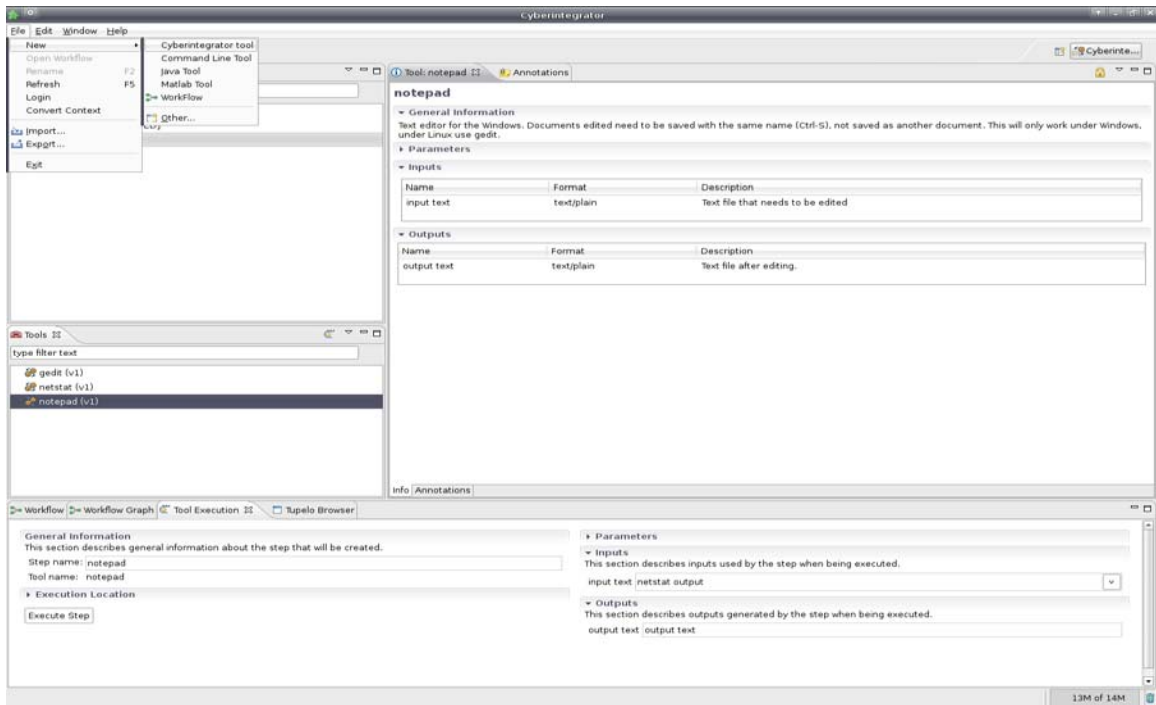 Cyberintegrator
File Edit Window Help
New
Open Workflow
Rename F2
Refresh F5
Login
Convert Context
Import...
Export...
Exit
Cyberintegrator tool
Command Line Tool
Java Tool
Matlab Tool
WorkFlow
Other...
Cyberinte...
Tool: notepad Annotations
notepad
General Information
Text editor for the Windows. Documents edited need to be saved with the same name (Ctrl-S), not saved as another document. This will only work under Windows,
under Linux use gedit.
Parameters
Inputs
Name Format Description
input text text/plain Text file that needs to be edited
Outputs
Name Format Description
output text text/plain Text file after editing.
Info Annotations
Tools
type filter text
gedit (v1)
netstat (v1)
notepad (v1)
Workflow Workflow Graph Tool Execution Tupelo Browser
General Information
This section describes general information about the step that will be created.
Step name: notepad
Tool name: notepad
Execution Location
Execute Step
Parameters
Inputs
This section describes inputs used by the step when being executed.
input text netstat output
Outputs
This section describes outputs generated by the step when being executed.
output text output text
13M of 14M